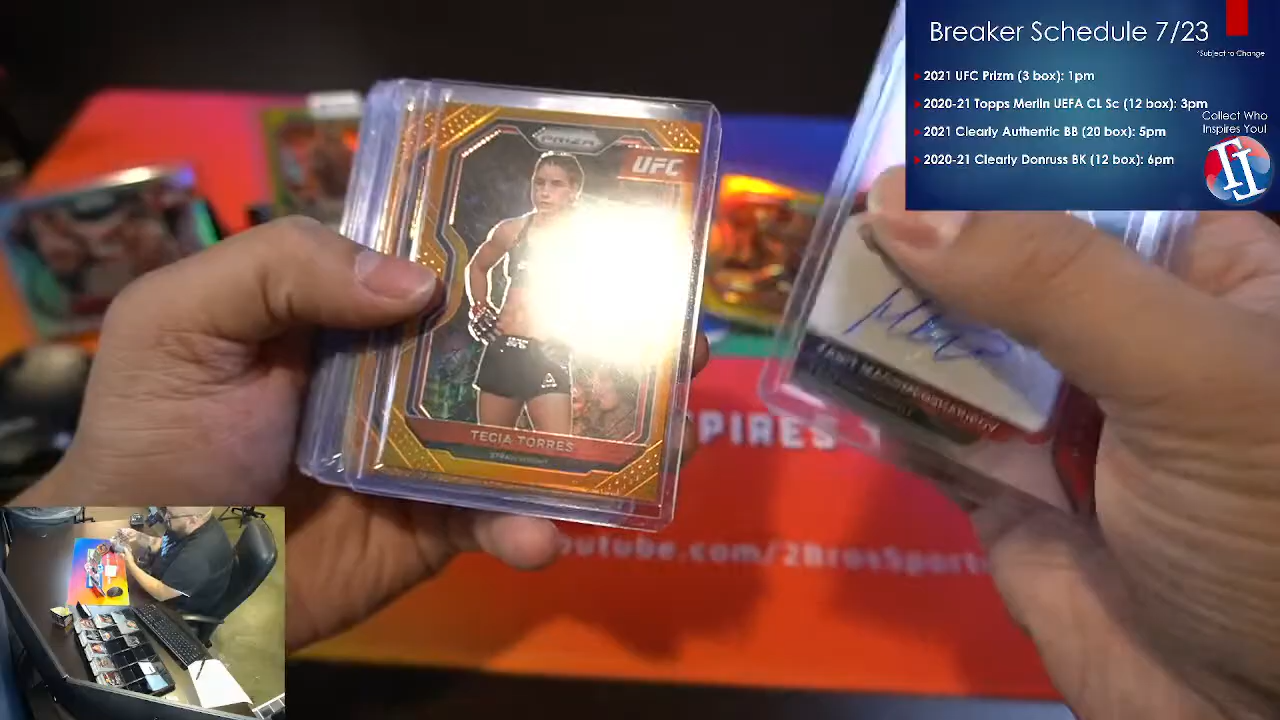 Breaker Schedule 7/23
*Subject to Change
2021 UFC Prizm (3 box): 1pm
2020-21 Topps Merlin UEFA CL Sc (12 box): 3pm
2021 Clearly Authentic BB (20 box): 5pm
2020-21 Clearly Donruss BK (12 box): 6pm
Collect Who
Inspires You!
PRIZM
UFC
TECIA TORRES
STRAWWEIGHT
PIRES
outube.com/2BrosSport